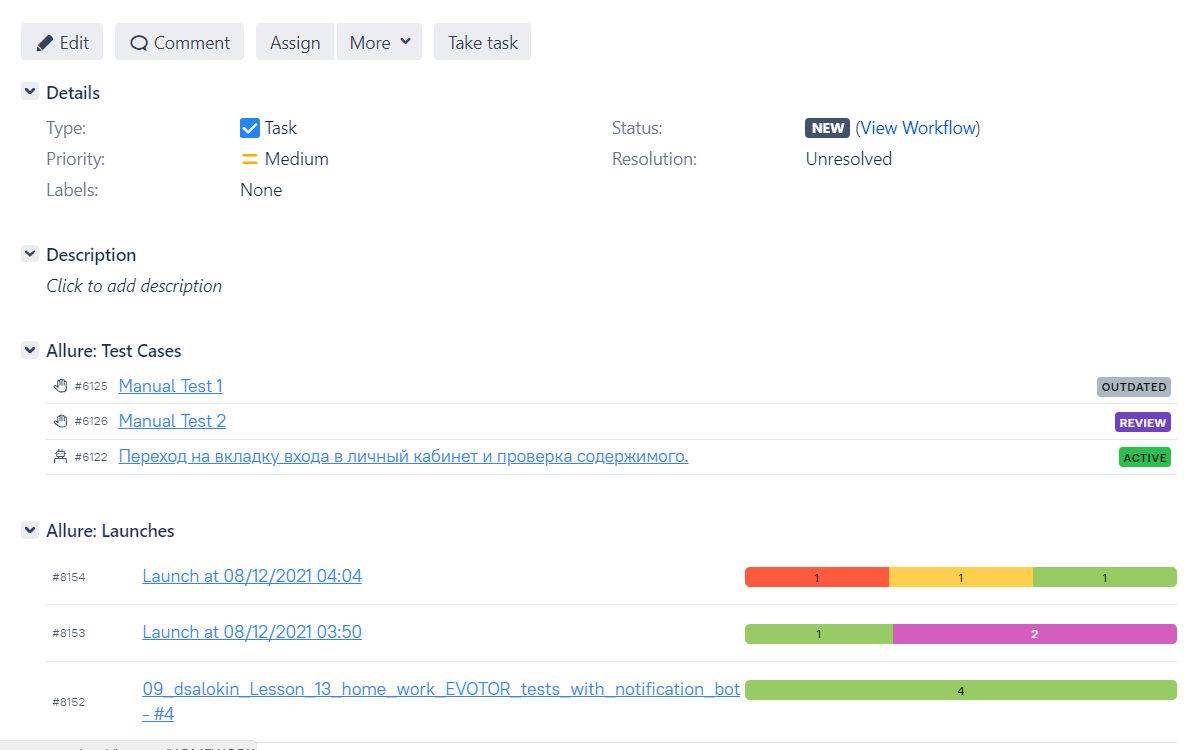 Edit Comment Assign More Take task
Details
Type: Task Status: NEW (View Workflow)
Priority: Medium Resolution: Unresolved
Labels: None
Description
Click to add description
Allure: Test Cases
#6125 Manual Test 1 OUTDATED
#6126 Manual Test 2 REVIEW
#6122 Переход на вкладку входа в личный кабинет и проверка содержимого. ACTIVE
Allure: Launches
#8154 Launch at 08/12/2021 04:04 1 1 1
#8153 Launch at 08/12/2021 03:50 1 2
#8152 09_dsalokin_Lesson_13_home_work_EVOTOR_tests_with_notification_bot 4
- #4